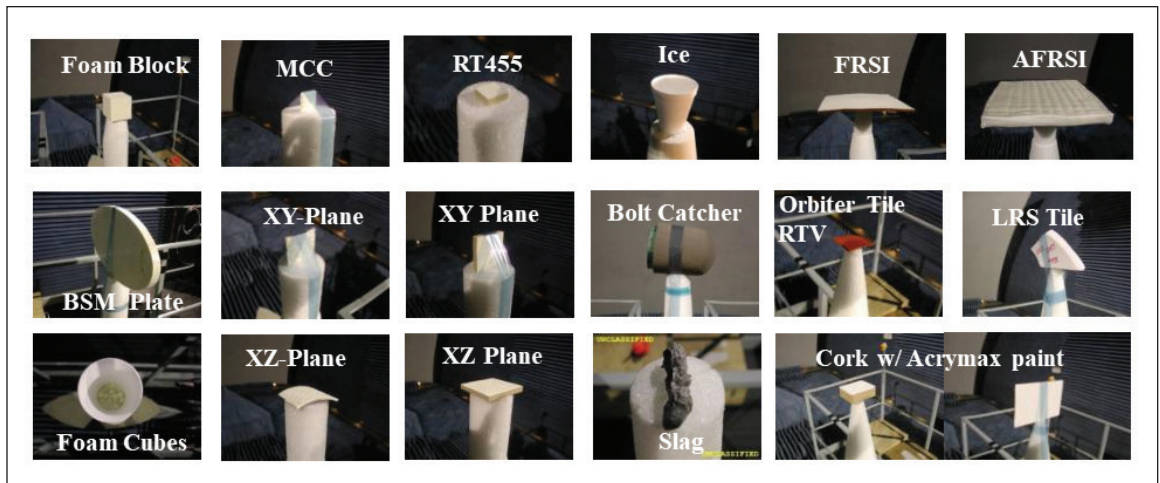 Foam Block
MCC
RT455
Ice
FRSI
AFRSI
BSM Plate
XY-Plane
XY Plane
Bolt Catcher
Orbiter Tile
RTV
LRS Tile
Foam Cubes
XZ-Plane
XZ Plane
UNCLASSIFIED
Slag
UNCLASSIFIED
Cork w/ Acrymax paint